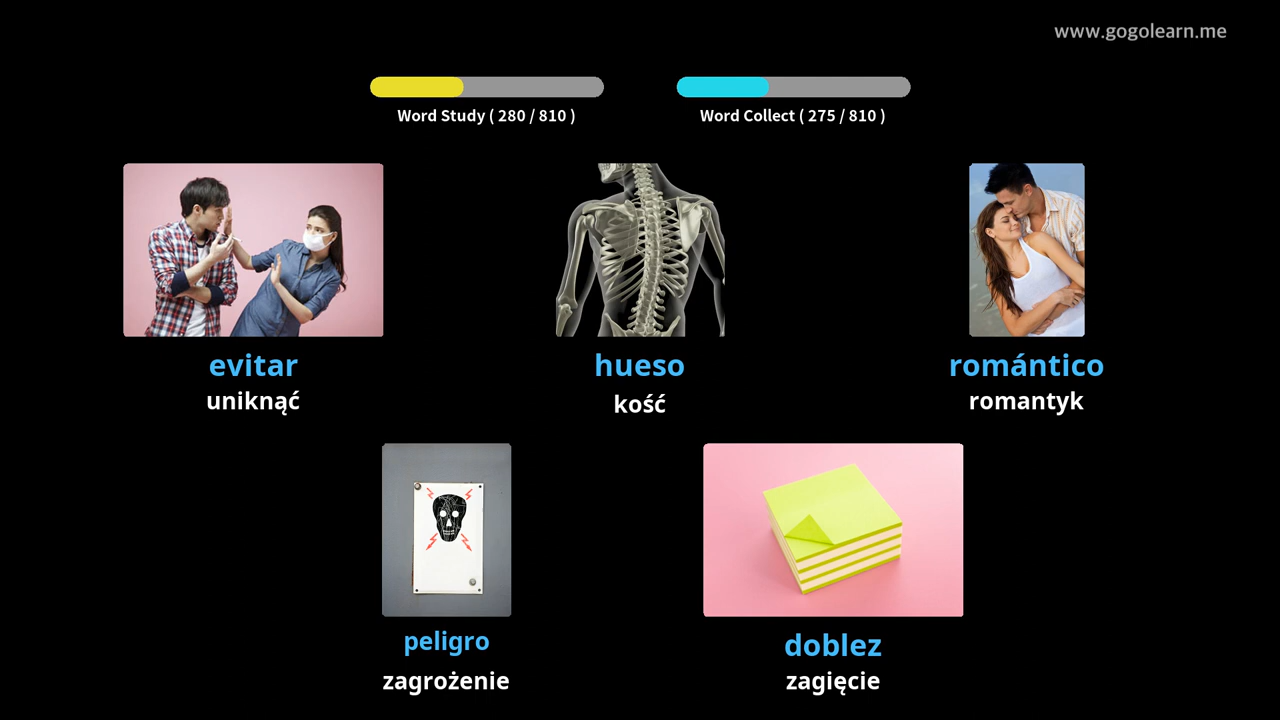 www.gogolearn.me
Word Study ( 280 / 810 )
Word Collect ( 275 / 810 )
evitar
uniknąć
hueso
kość
romántico
romantyk
peligro
zagrożenie
doblez
zagięcie